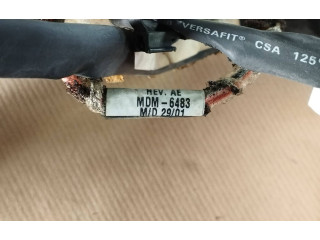 VERSAFIT® CSA 125°
REV. AE
MDM-6483
M/D 29/01